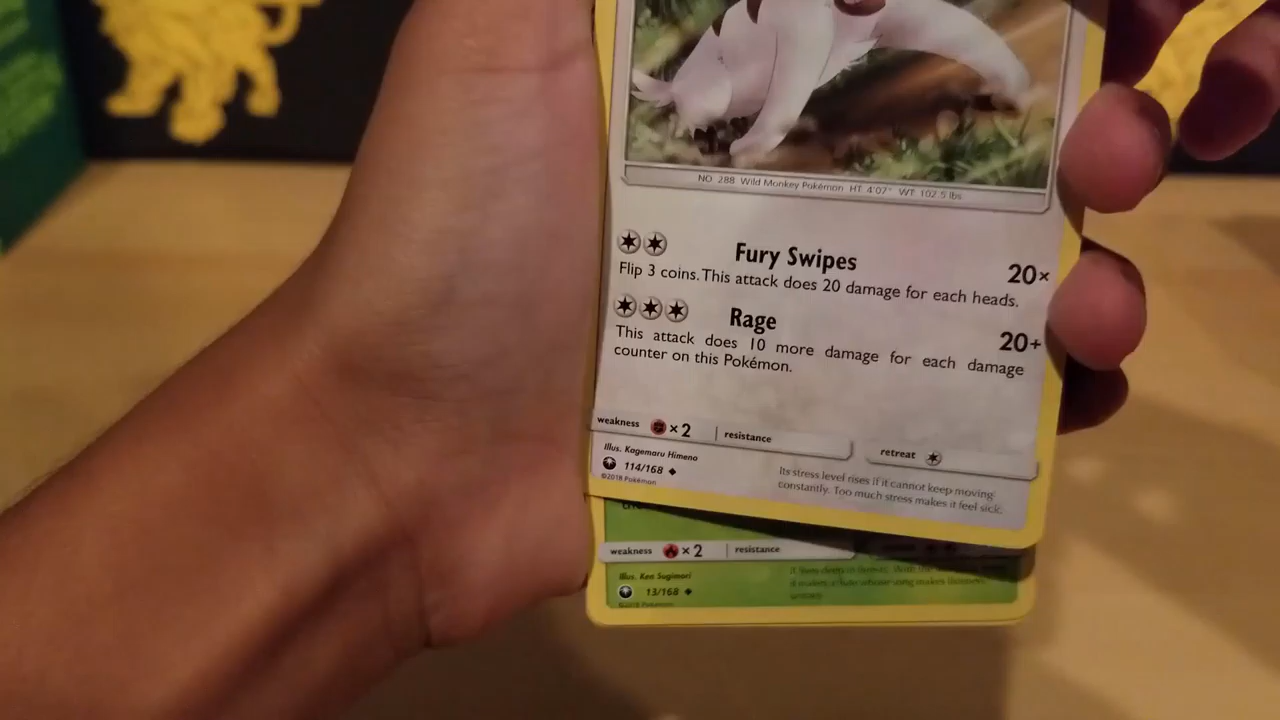 NO 288 Wild Monkey Pokémon HT 4'07" WT 102.5 lbs.
Fury Swipes 20×
Flip 3 coins. This attack does 20 damage for each heads.
Rage 20+
This attack does 10 more damage for each damage
counter on this Pokémon.
weakness ×2 resistance retreat
Illus. Kagemaru Himeno
114/168
©2018 Pokémon
Its stress level rises if it cannot keep moving
constantly. Too much stress makes it feel sick.
weakness ×2 resistance
Illus. Ken Sugimori
13/168
©2018 Pokémon